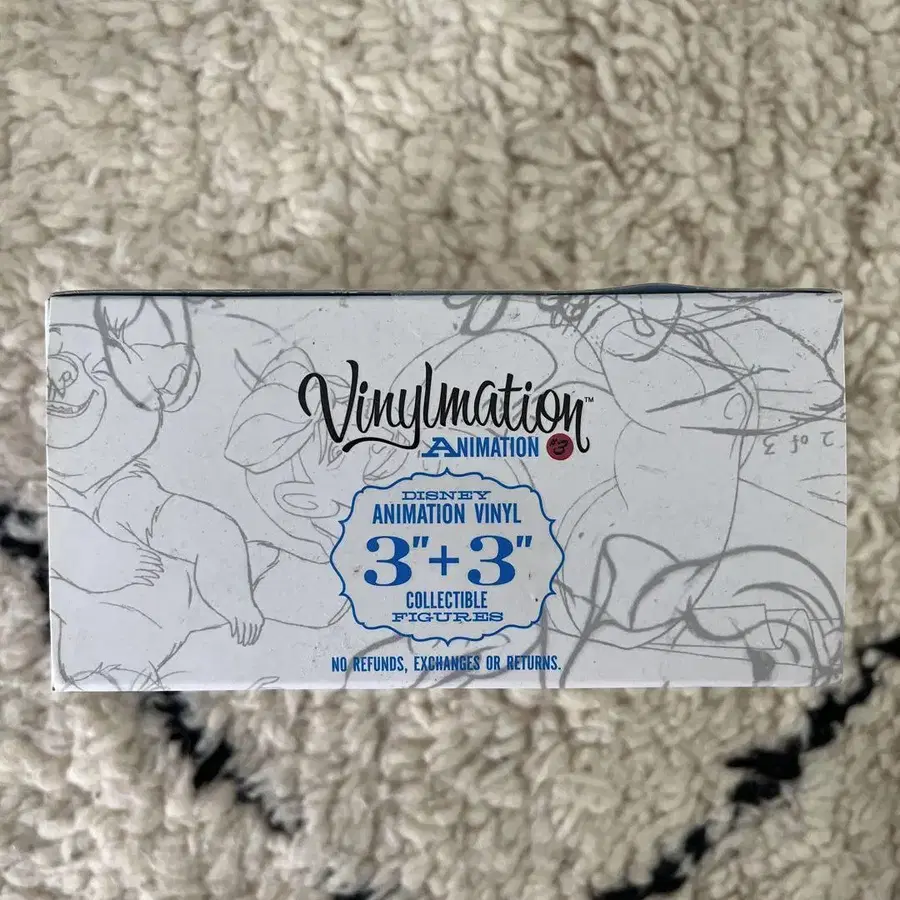 Vinylmation™
ANIMATION #3
DISNEY
ANIMATION VINYL
3"+3"
COLLECTIBLE
FIGURES
NO REFUNDS, EXCHANGES OR RETURNS.
2 of 3